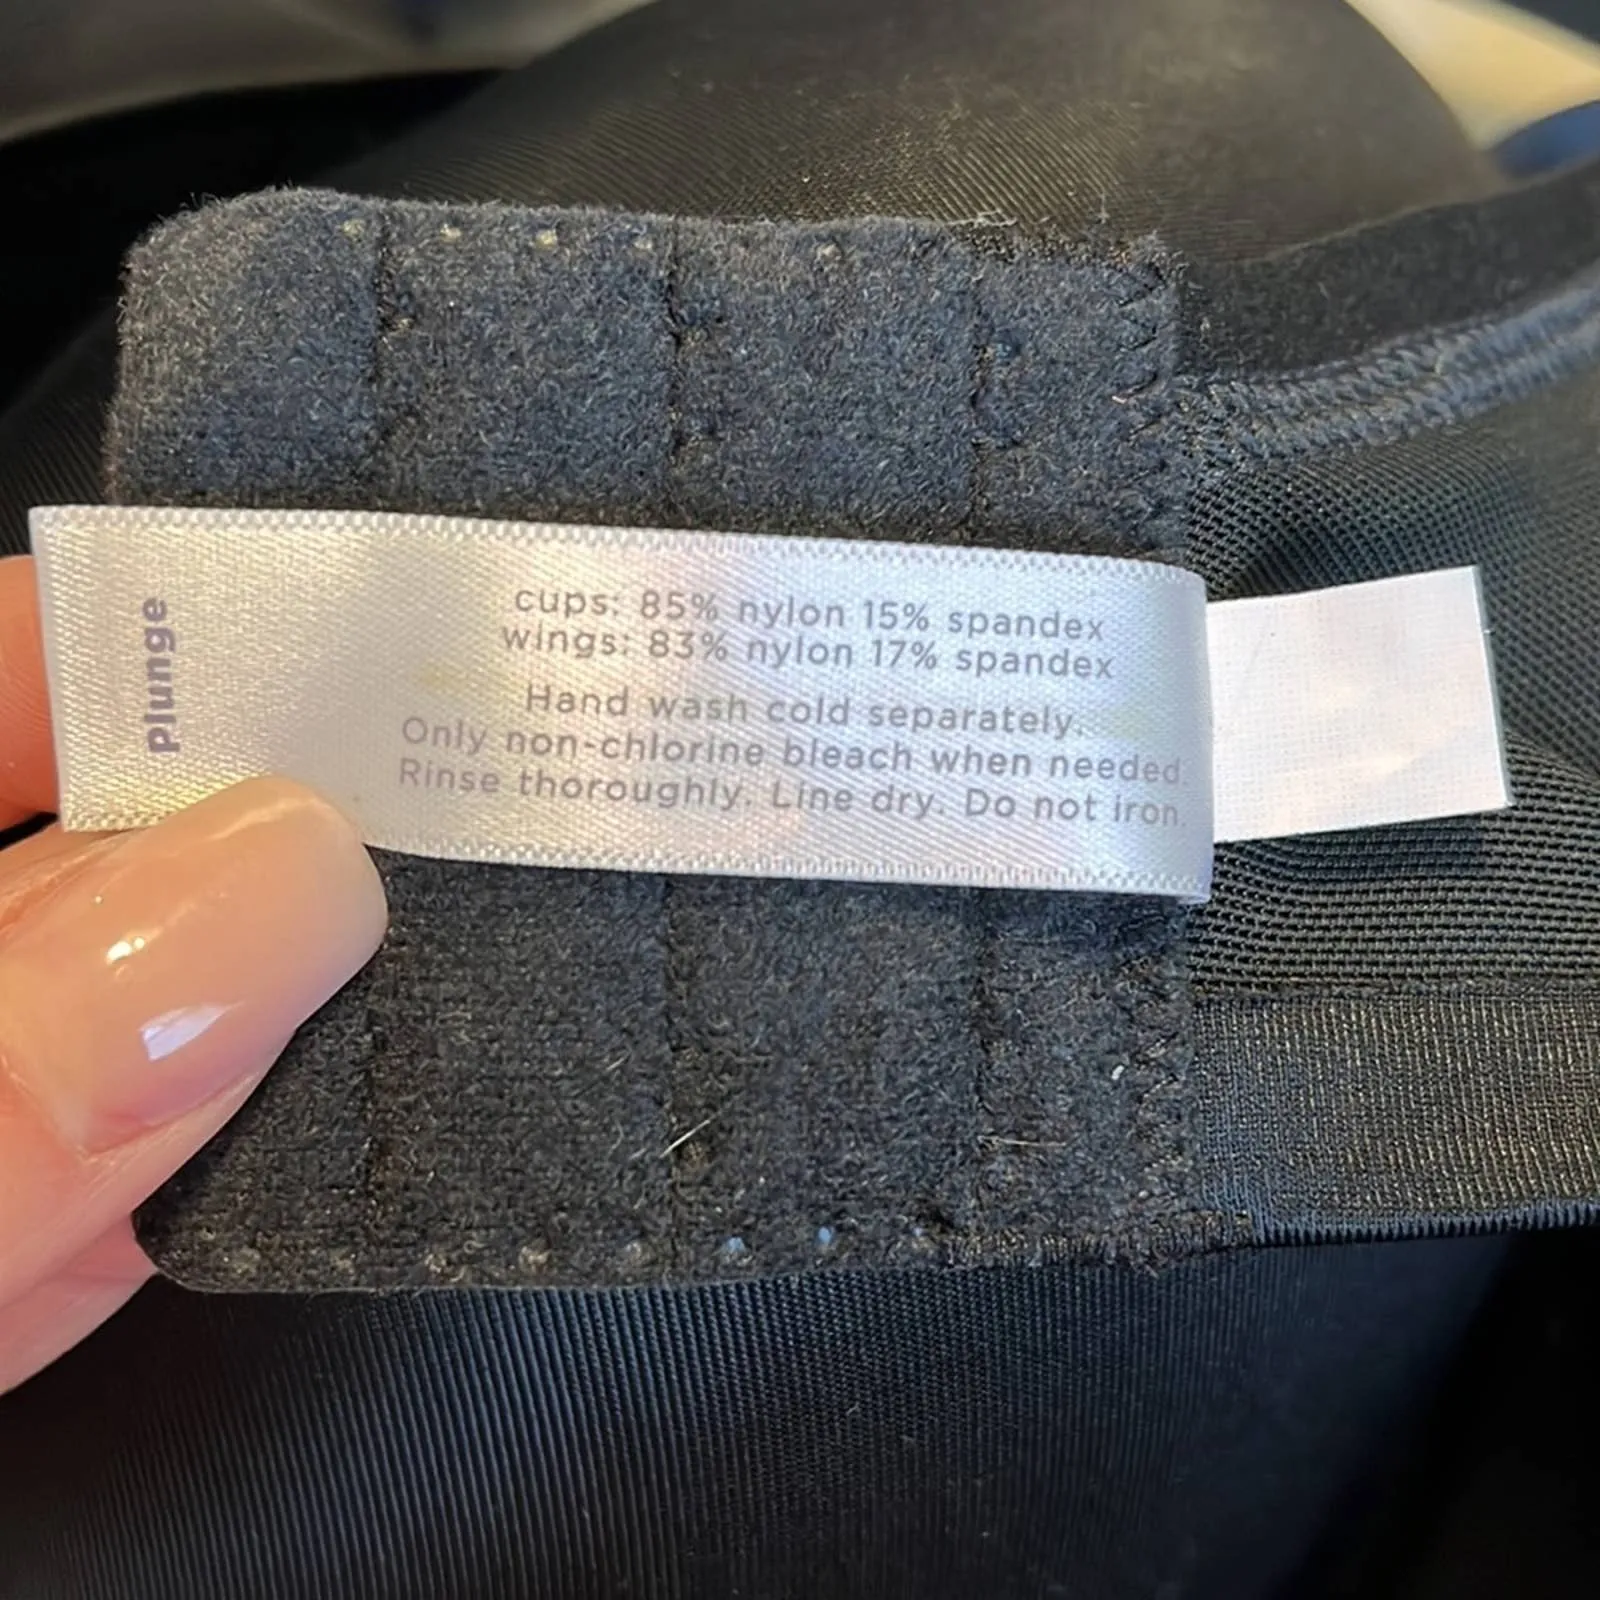 Plunge
cups: 85% nylon 15% spandex
wings: 83% nylon 17% spandex
Hand wash cold separately.
Only non-chlorine bleach when needed.
Rinse thoroughly. Line dry. Do not iron.